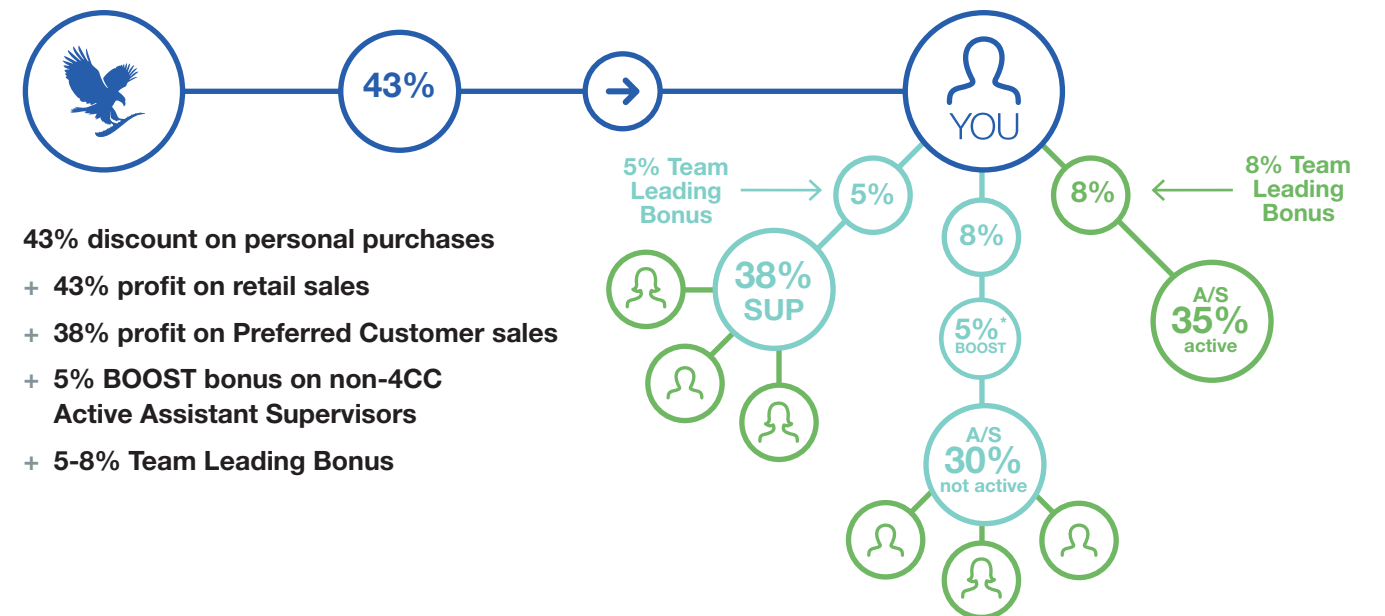 43%
YOU
5% Team
Leading
Bonus
5%
8%
8%
8% Team
Leading
Bonus
43% discount on personal purchases
+ 43% profit on retail sales
+ 38% profit on Preferred Customer sales
+ 5% BOOST bonus on non-4CC
Active Assistant Supervisors
+ 5-8% Team Leading Bonus
38%
SUP
5%*
BOOST
A/S
35%
active
A/S
30%
not active